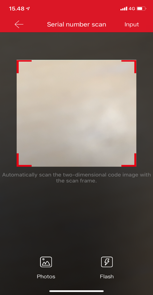 15.48
4G
Serial number scan
Input
Automatically scan the two-dimensional code image with
the scan frame.
Photos
Flash